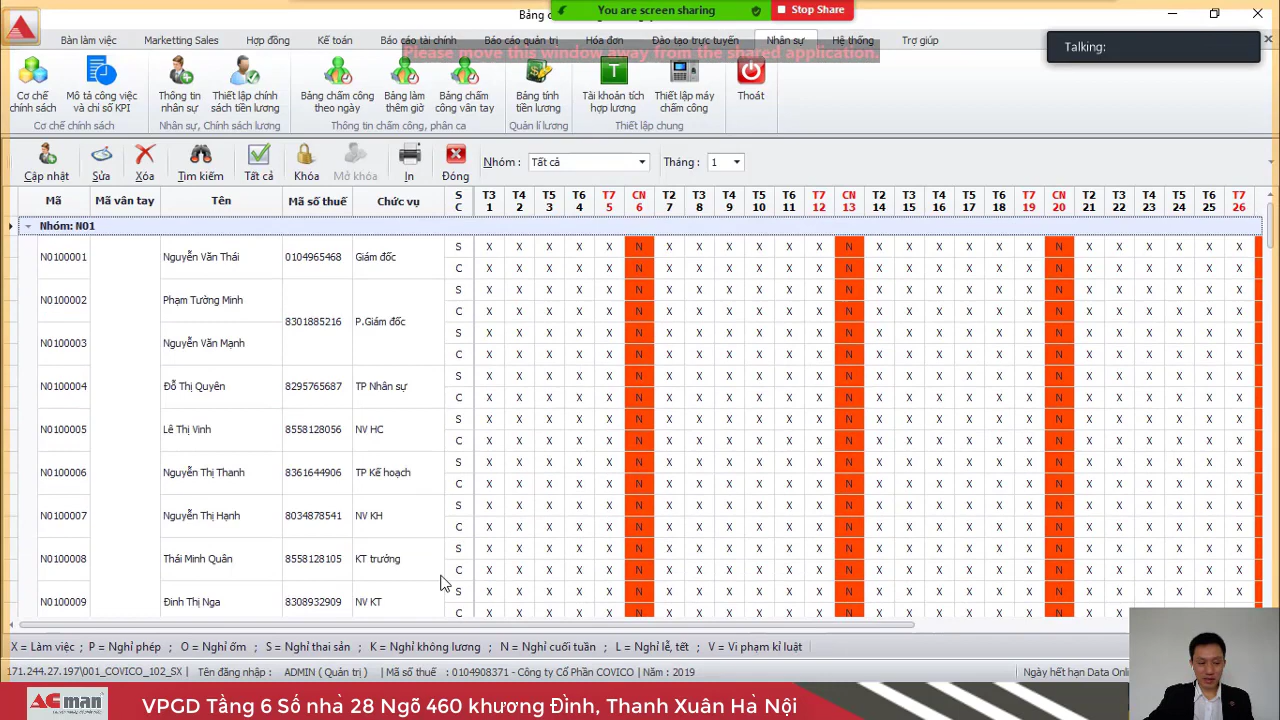 Bảng c
You are screen sharing
Stop Share
Please move this window away from the shared application.
Talking:
Bàn làm việc
Marketing Sales
Hợp đồng
Kế toán
Báo cáo tài chính
Báo cáo quản trị
Hóa đơn
Đào tạo trực tuyến
Nhân sự
Hệ thống
Trợ giúp
Cơ chế chính sách
Mô tả công việc và chỉ số KPI
Thông tin nhân sự
Thiết lập chính sách tiền lương
Bảng chấm công theo ngày
Bảng làm thêm giờ
Bảng chấm công vân tay
Bảng tính tiền lương
Tài khoản tích hợp lương
Thiết lập máy chấm công
Thoát
Cơ chế chính sách
Nhân sự, Chính sách lương
Thông tin chấm công, phân ca
Quản lí lương
Thiết lập chung
Cập nhật
Sửa
Xóa
Tìm kiếm
Tất cả
Khóa
Mở khóa
In
Đóng
Nhóm : Tất cả
Tháng : 1
Mã Mã vân tay Tên Mã số thuế Chức vụ S T3 T4 T5 T6 T7 CN T2 T3 T4 T5 T6 T7 CN T2 T3 T4 T5 T6 T7 CN T2 T3 T4 T5 T6 T7
C 1 2 3 4 5 6 7 8 9 10 11 12 13 14 15 16 17 18 19 20 21 22 23 24 25 26
Nhóm: N01
N0100001 Nguyễn Văn Thái 0104965468 Giám đốc
S X X X X X N X X X X X X N X X X X X X N X X X X X X
C X X X X X N X X X X X X N X X X X X X N X X X X X X
N0100002 Phạm Tường Minh
S X X X X X N X X X X X X N X X X X X X N X X X X X X
C X X X X X N X X X X X X N X X X X X X N X X X X X X
8301885216 P.Giám đốc
N0100003 Nguyễn Văn Mạnh
S X X X X X N X X X X X X N X X X X X X N X X X X X X
C X X X X X N X X X X X X N X X X X X X N X X X X X X
N0100004 Đỗ Thị Quyên 8295765687 TP Nhân sự
S X X X X X N X X X X X X N X X X X X X N X X X X X X
C X X X X X N X X X X X X N X X X X X X N X X X X X X
N0100005 Lê Thị Vinh 8558128056 NV HC
S X X X X X N X X X X X X N X X X X X X N X X X X X X
C X X X X X N X X X X X X N X X X X X X N X X X X X X
N0100006 Nguyễn Thị Thanh 8361644906 TP Kế hoạch
S X X X X X N X X X X X X N X X X X X X N X X X X X X
C X X X X X N X X X X X X N X X X X X X N X X X X X X
N0100007 Nguyễn Thị Hạnh 8034878541 NV KH
S X X X X X N X X X X X X N X X X X X X N X X X X X X
C X X X X X N X X X X X X N X X X X X X N X X X X X X
N0100008 Thái Minh Quân 8558128105 KT trưởng
S X X X X X N X X X X X X N X X X X X X N X X X X X X
C X X X X X N X X X X X X N X X X X X X N X X X X X X
N0100009 Đinh Thị Nga 8308932909 NV KT
S X X X X X N X X X X X X N X X X X X X N X X X X X X
C X X X X X N X X X X X X N X X X X X X N X X X X X X
X = Làm việc ; P = Nghỉ phép ; O = Nghỉ ốm ; S = Nghỉ thai sản ; K = Nghỉ không lương ; N = Nghỉ cuối tuần ; L = Nghỉ lễ, tết ; V = Vi phạm kỉ luật
171.244.27.197\001_COVICO_102_SX | Tên đăng nhập : ADMIN ( Quản trị ) | Mã số thuế : 0104908371 - Công ty Cổ Phần COVICO | Năm : 2019
Ngày hết hạn Data Onli
ACman
VPGD Tầng 6 Số nhà 28 Ngõ 460 khương Đình, Thanh Xuân Hà Nội